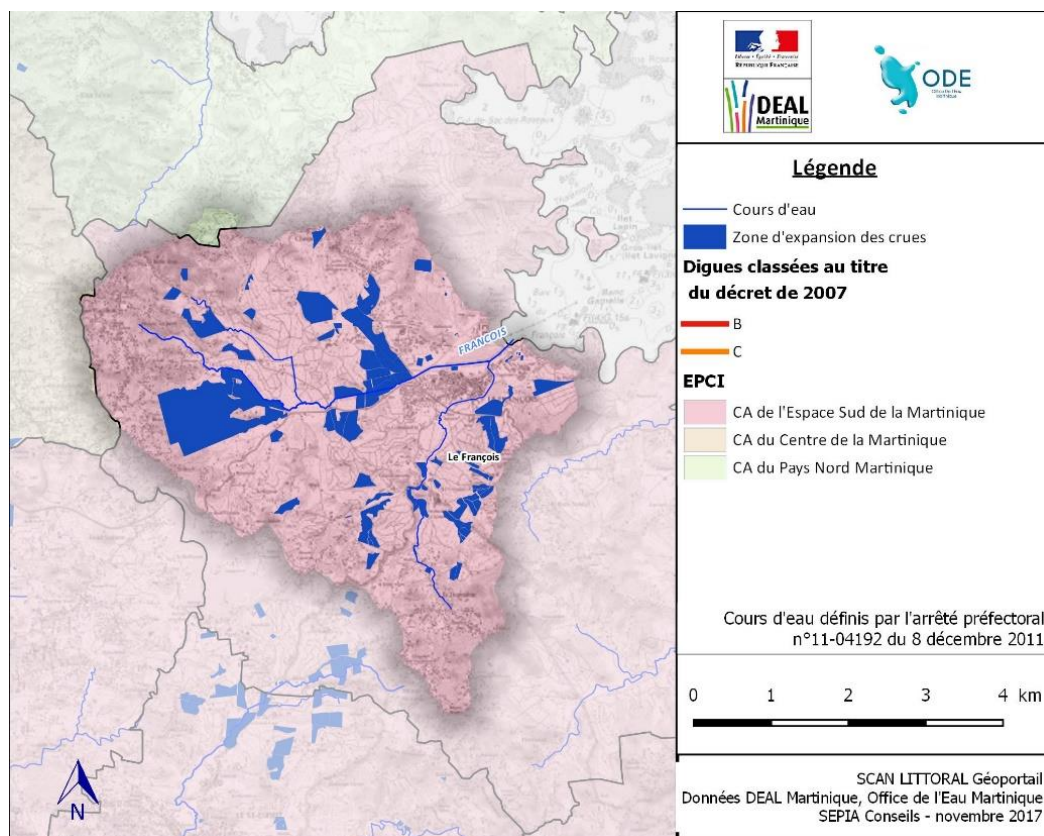 FRANCOIS
Le François
N
RÉPUBLIQUE FRANÇAISE
DEAL
Martinique
ODE
Légende
Cours d'eau
Zone d'expansion des crues
Digues classées au titre
du décret de 2007
B
C
EPCI
CA de l'Espace Sud de la Martinique
CA du Centre de la Martinique
CA du Pays Nord Martinique
Cours d'eau définis par l'arrêté préfectoral
n°11-04192 du 8 décembre 2011
0 1 2 3 4 km
SCAN LITTORAL Géoportail
Données DEAL Martinique, Office de l'Eau Martinique
SEPIA Conseils - novembre 2017